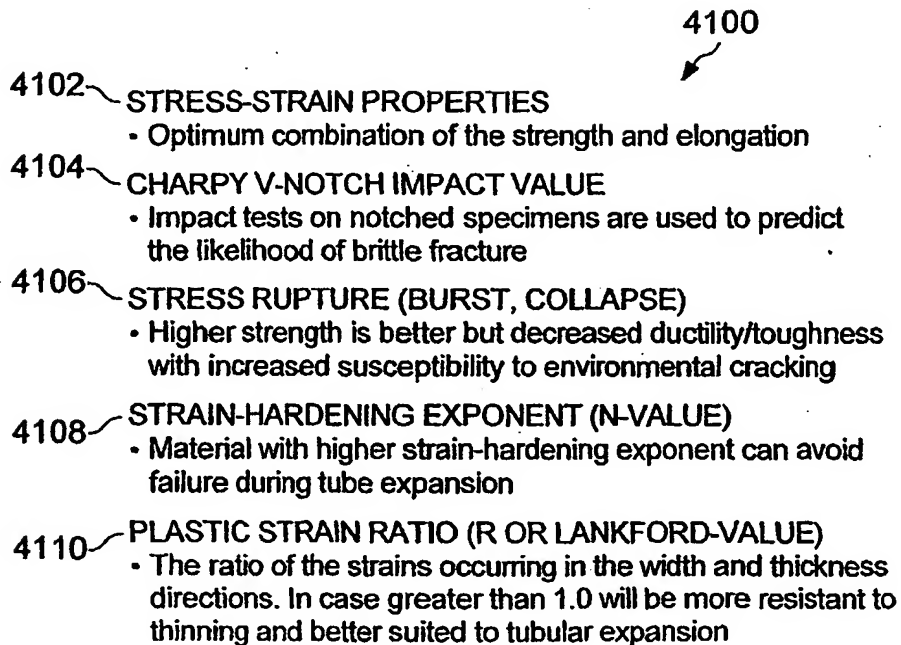 4100
4102 STRESS-STRAIN PROPERTIES
• Optimum combination of the strength and elongation
4104 CHARPY V-NOTCH IMPACT VALUE
• Impact tests on notched specimens are used to predict
the likelihood of brittle fracture
4106 STRESS RUPTURE (BURST, COLLAPSE)
• Higher strength is better but decreased ductility/toughness
with increased susceptibility to environmental cracking
4108 STRAIN-HARDENING EXPONENT (N-VALUE)
• Material with higher strain-hardening exponent can avoid
failure during tube expansion
4110 PLASTIC STRAIN RATIO (R OR LANKFORD-VALUE)
• The ratio of the strains occurring in the width and thickness
directions. In case greater than 1.0 will be more resistant to
thinning and better suited to tubular expansion